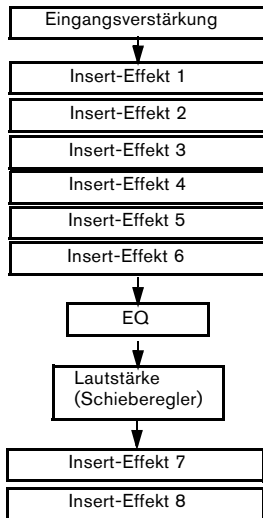 Eingangsverstärkung
Insert-Effekt 1
Insert-Effekt 2
Insert-Effekt 3
Insert-Effekt 4
Insert-Effekt 5
Insert-Effekt 6
EQ
Lautstärke
(Schieberegler)
Insert-Effekt 7
Insert-Effekt 8